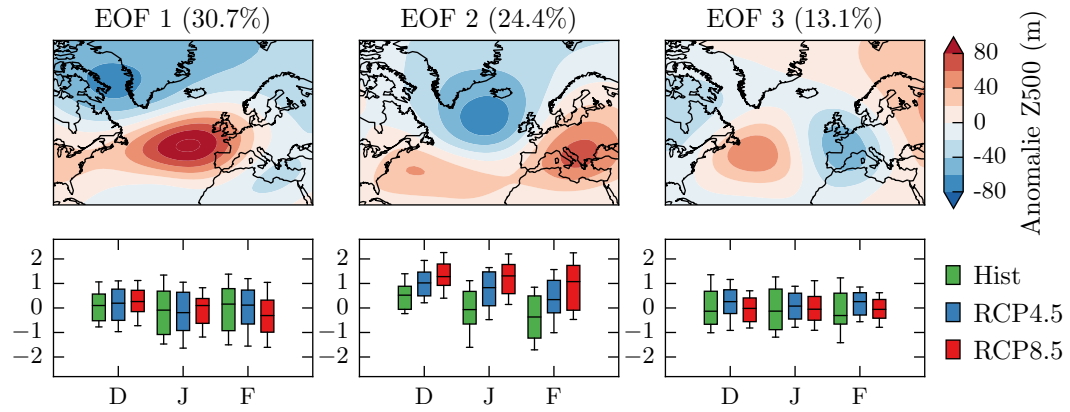 EOF 1 (30.7%)
EOF 2 (24.4%)
EOF 3 (13.1%)
80
40
0
-40
-80
Anomalie Z500 (m)
2
1
0
−1
−2
D J F
2
1
0
−1
−2
D J F
2
1
0
−1
−2
D J F
Hist
RCP4.5
RCP8.5